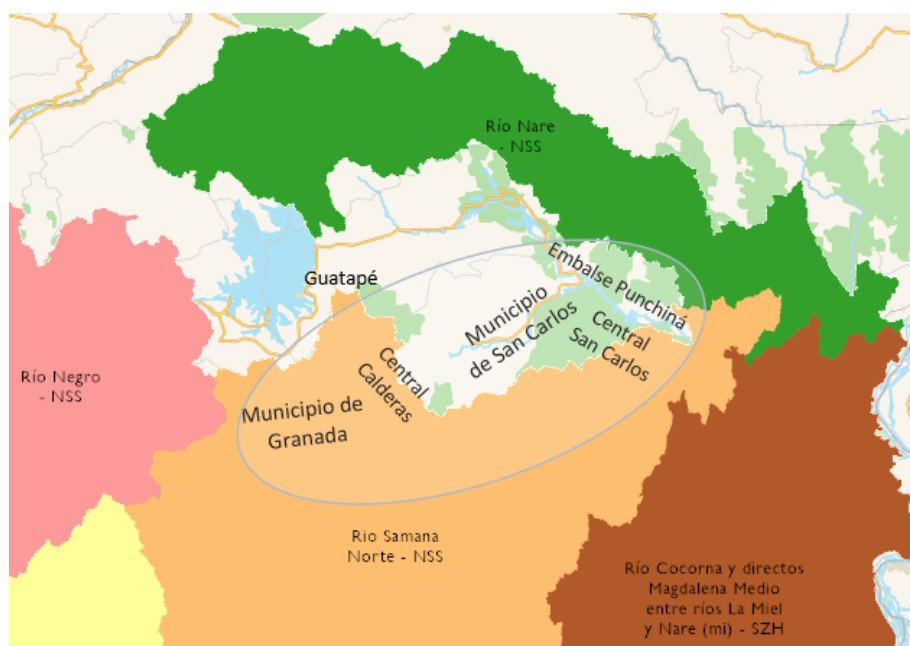 Río Nare
- NSS
Guatapé
Embalse Punchiná
Municipio
de San Carlos
Central
San Carlos
Central
Calderas
Río Negro
- NSS
Municipio de
Granada
Rio Samana
Norte - NSS
Río Cocorna y directos
Magdalena Medio
entre ríos La Miel
y Nare (mi) - SZH